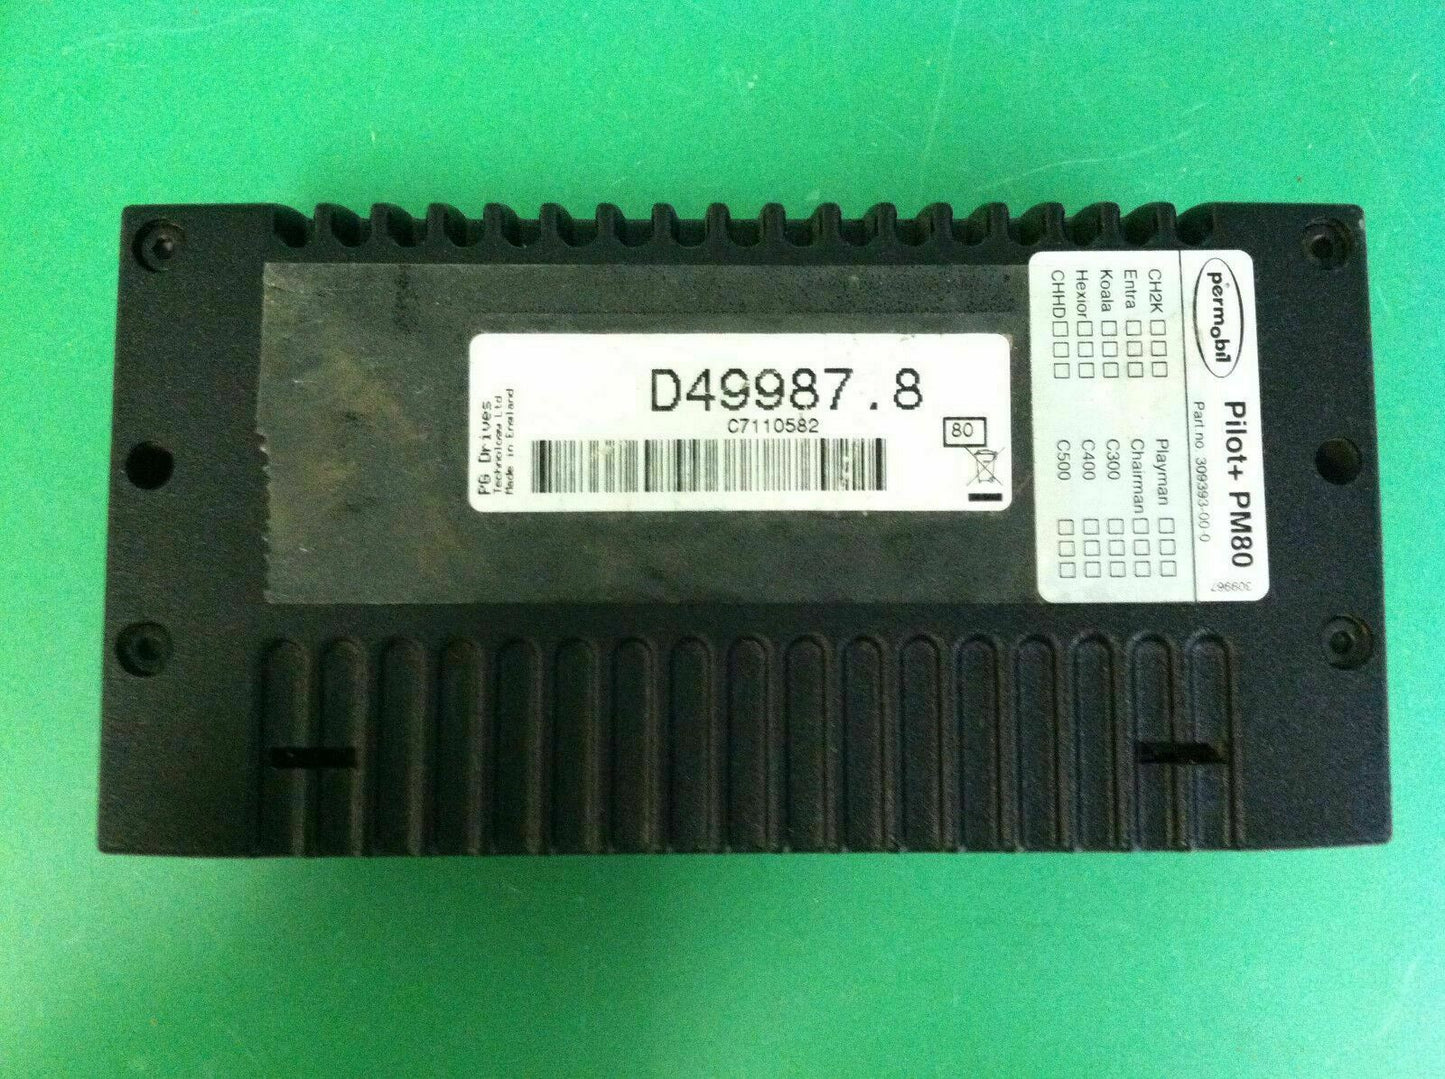 D49987.8
C7110582
80
PG Drives
Technology Ltd
Made in England
permobil
Pilot+ PM80
Part no 309393-00-0
309967
CH2K
Entra
Koala
Hexior
CHHD
Playman
Chairman
C300
C400
C500